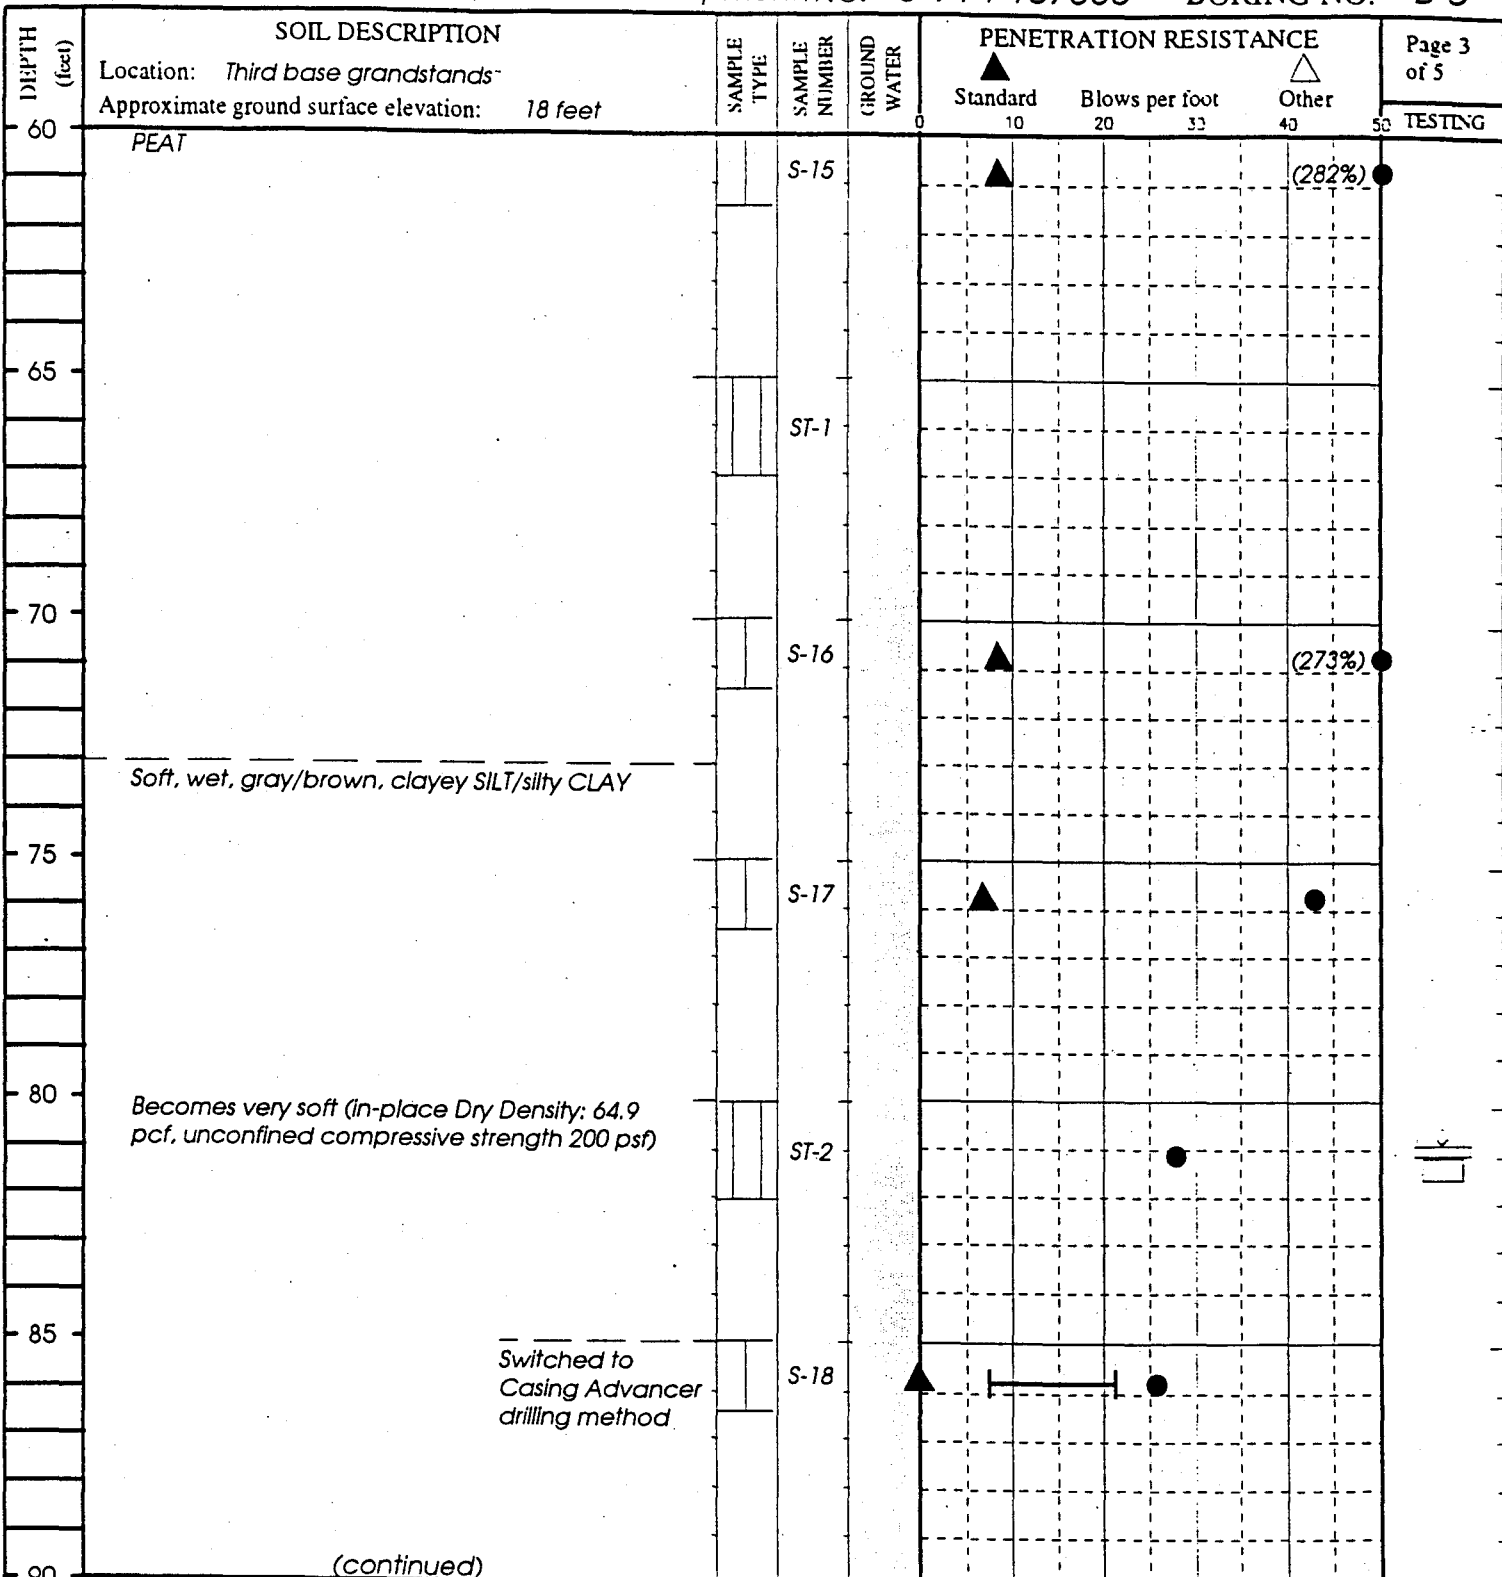 BORING NO.
DEPTH (feet)
SOIL DESCRIPTION
Location: Third base grandstands
Approximate ground surface elevation: 18 feet
SAMPLE TYPE
SAMPLE NUMBER
GROUND WATER
PENETRATION RESISTANCE
Standard Blows per foot Other
0 10 20 30 40 50
Page 3 of 5
TESTING
60
PEAT
S-15
(282%)
65
ST-1
70
S-16
(273%)
Soft, wet, gray/brown, clayey SILT/silty CLAY
75
S-17
80
Becomes very soft (in-place Dry Density: 64.9
pcf, unconfined compressive strength 200 psf)
ST-2
85
Switched to
Casing Advancer
drilling method
S-18
90
(continued)